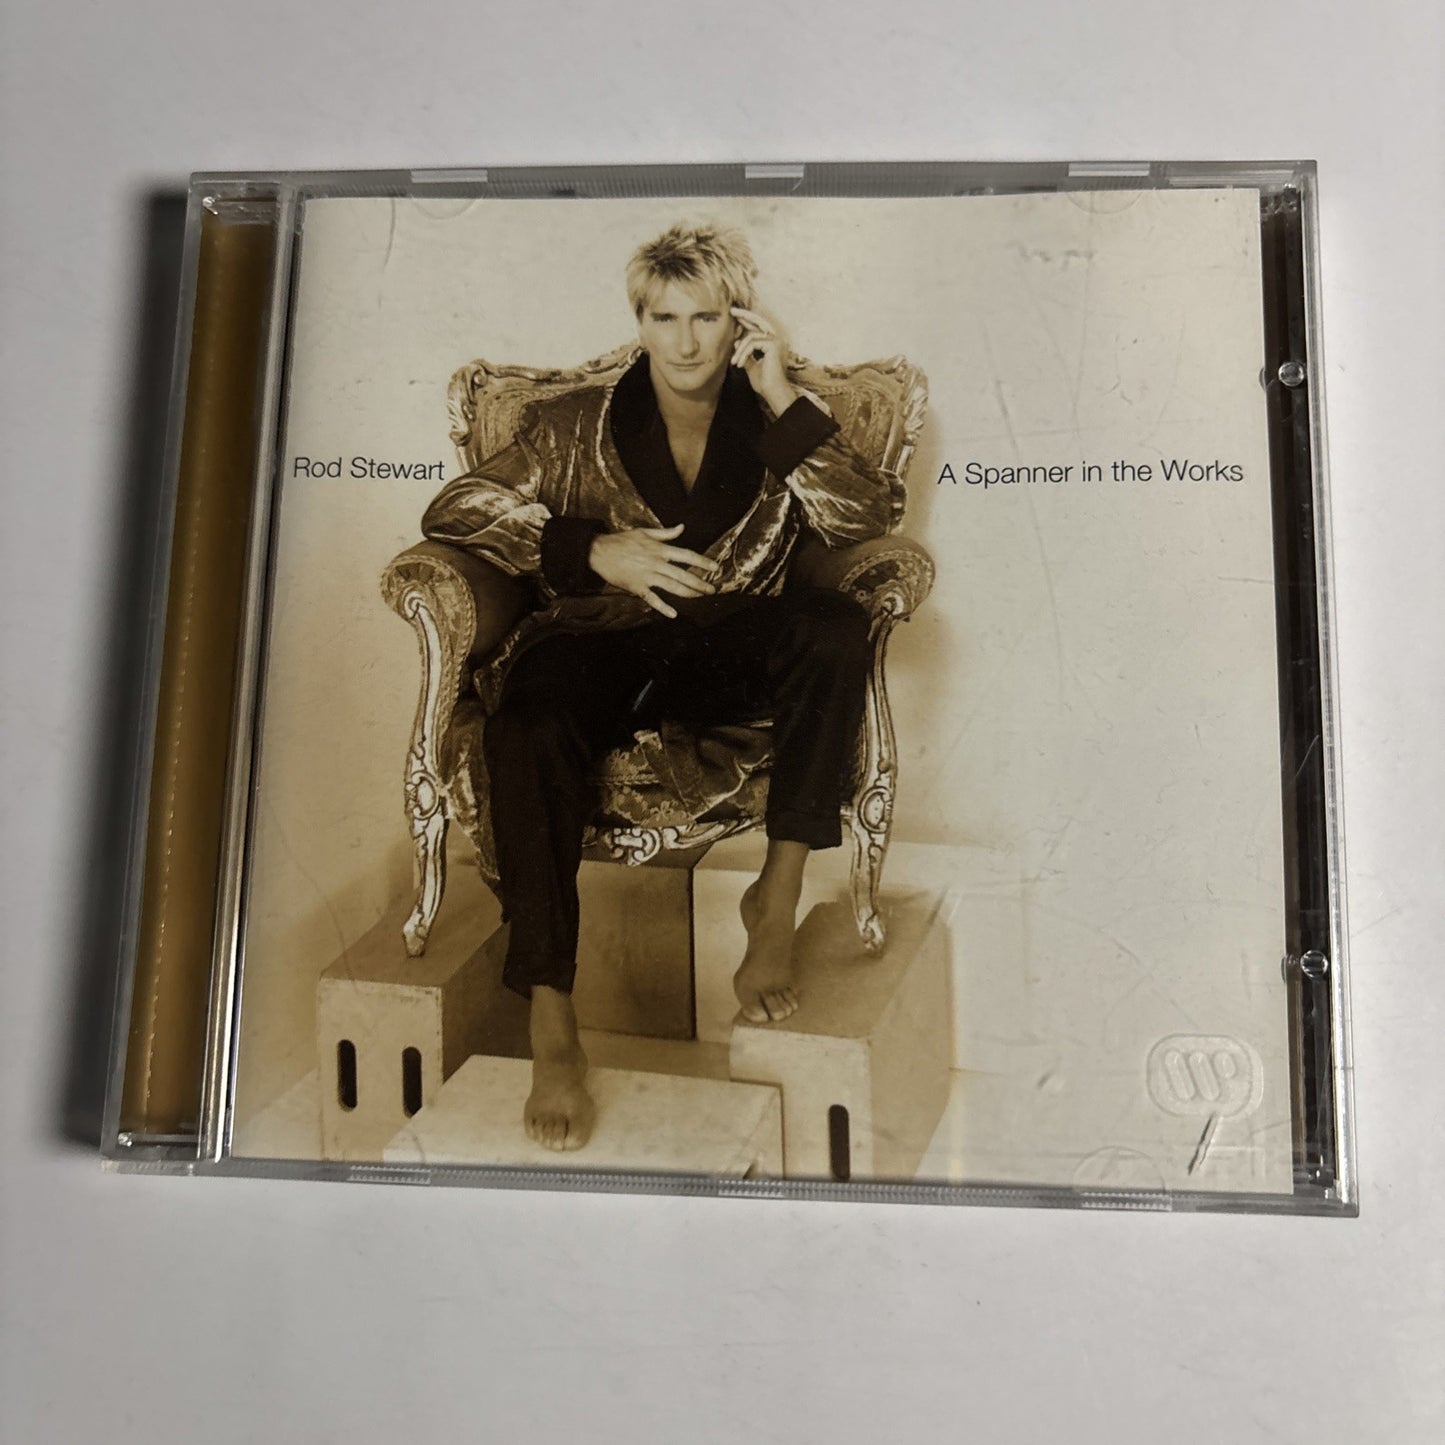 Rod Stewart
A Spanner in the Works